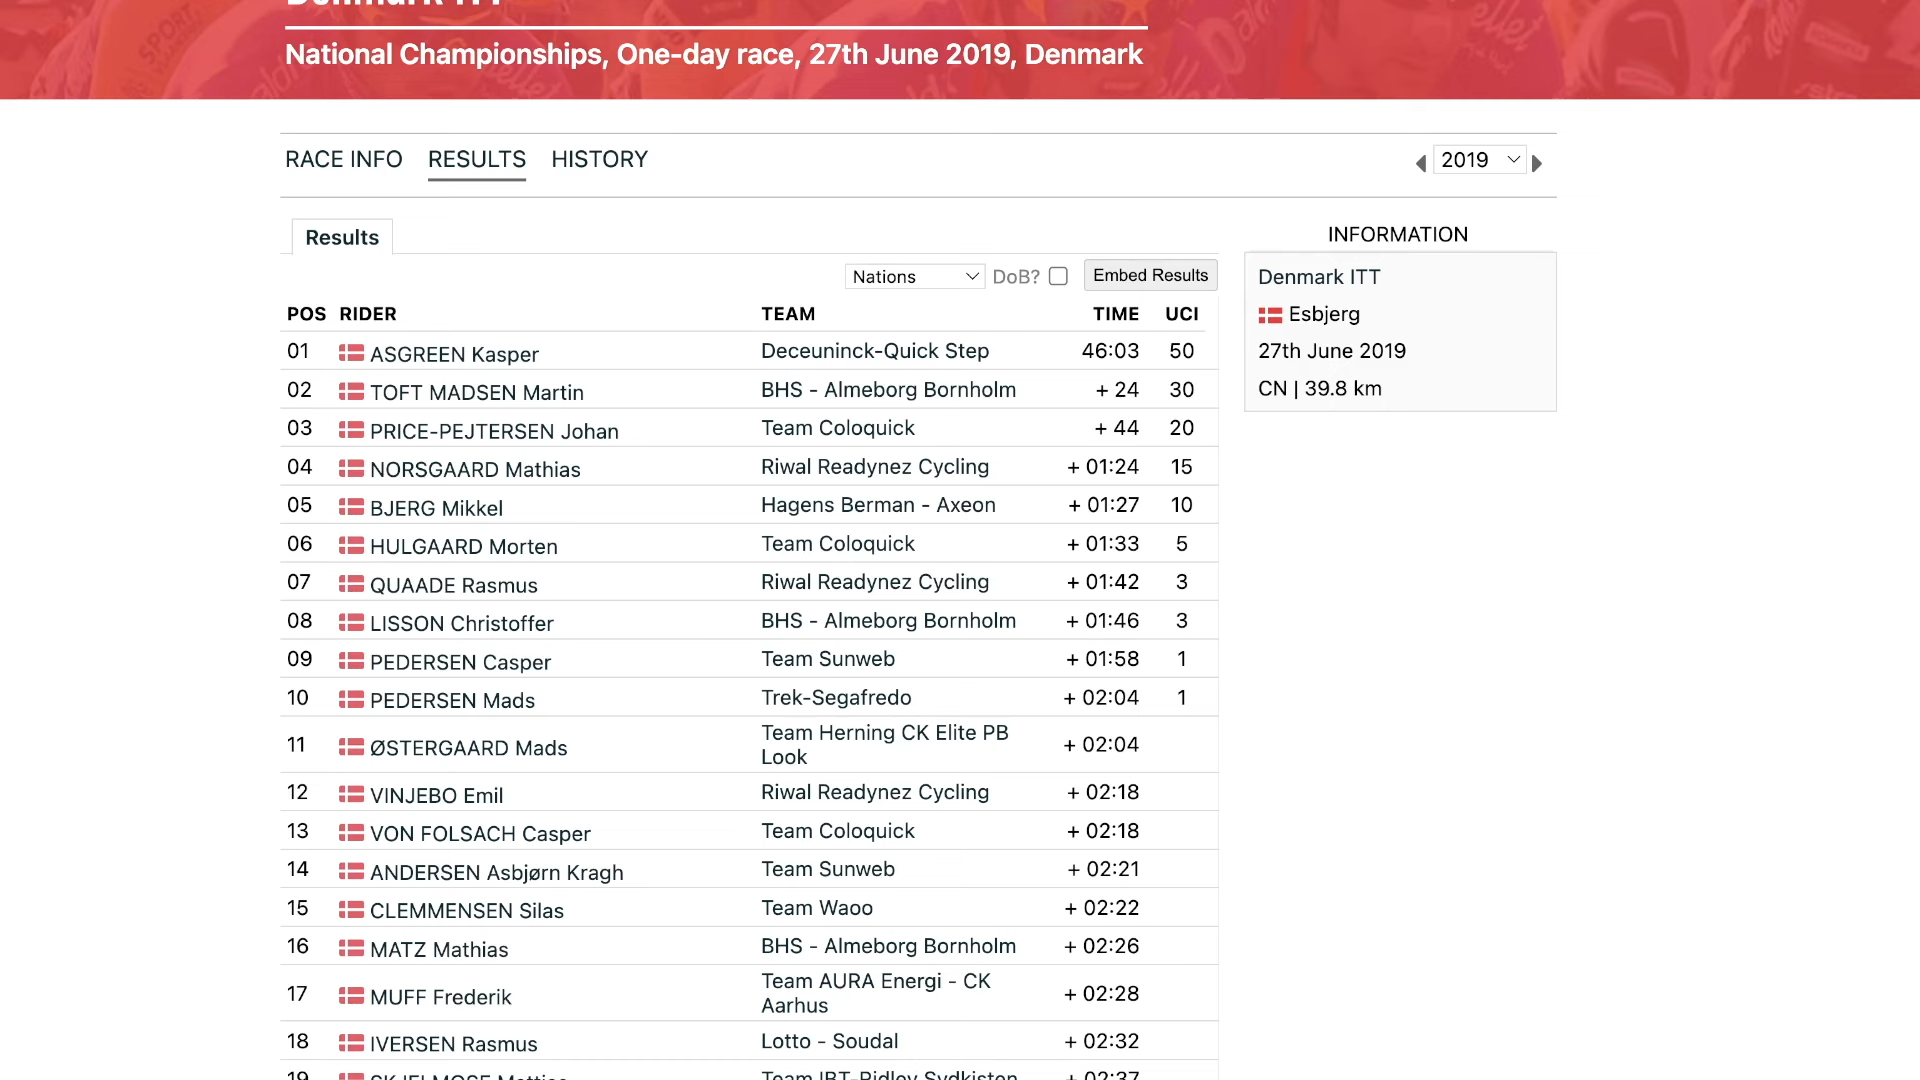 National Championships, One-day race, 27th June 2019, Denmark
RACE INFO RESULTS HISTORY 2019
Results
Nations DoB? Embed Results
POS RIDER TEAM TIME UCI
01 ASGREEN Kasper Deceuninck-Quick Step 46:03 50
02 TOFT MADSEN Martin BHS - Almeborg Bornholm + 24 30
03 PRICE-PEJTERSEN Johan Team Coloquick + 44 20
04 NORSGAARD Mathias Riwal Readynez Cycling + 01:24 15
05 BJERG Mikkel Hagens Berman - Axeon + 01:27 10
06 HULGAARD Morten Team Coloquick + 01:33 5
07 QUAADE Rasmus Riwal Readynez Cycling + 01:42 3
08 LISSON Christoffer BHS - Almeborg Bornholm + 01:46 3
09 PEDERSEN Casper Team Sunweb + 01:58 1
10 PEDERSEN Mads Trek-Segafredo + 02:04 1
11 ØSTERGAARD Mads Team Herning CK Elite PB
Look + 02:04
12 VINJEBO Emil Riwal Readynez Cycling + 02:18
13 VON FOLSACH Casper Team Coloquick + 02:18
14 ANDERSEN Asbjørn Kragh Team Sunweb + 02:21
15 CLEMMENSEN Silas Team Waoo + 02:22
16 MATZ Mathias BHS - Almeborg Bornholm + 02:26
17 MUFF Frederik Team AURA Energi - CK
Aarhus + 02:28
18 IVERSEN Rasmus Lotto - Soudal + 02:32
19 + 02:37
INFORMATION
Denmark ITT
Esbjerg
27th June 2019
CN | 39.8 km